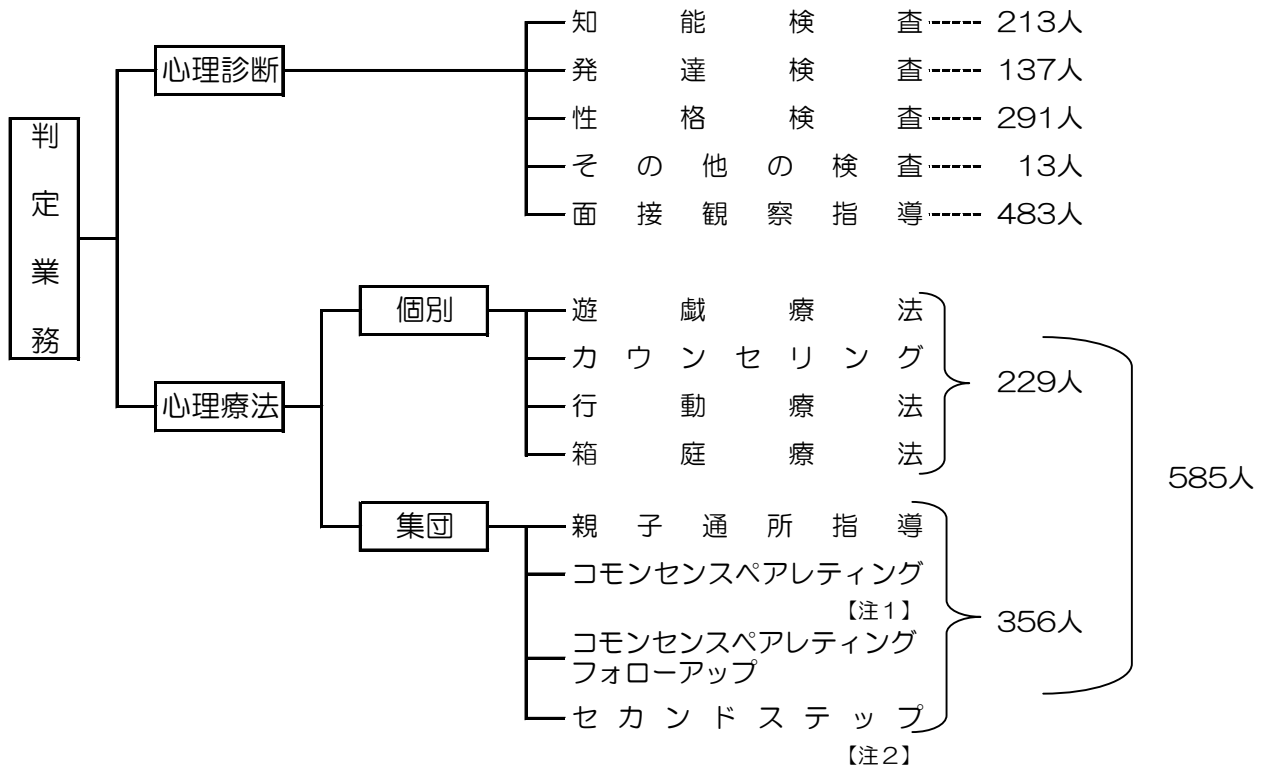 判定業務
心理診断
知能検査 213人
発達検査 137人
性格検査 291人
その他の検査 13人
面接観察指導 483人
心理療法
個別
遊戯療法
カウンセリング
行動療法
箱庭療法
229人
集団
親子通所指導
コモンセンスペアレティング
【注1】
コモンセンスペアレティング
フォローアップ
セカンドステップ
【注2】
356人
585人